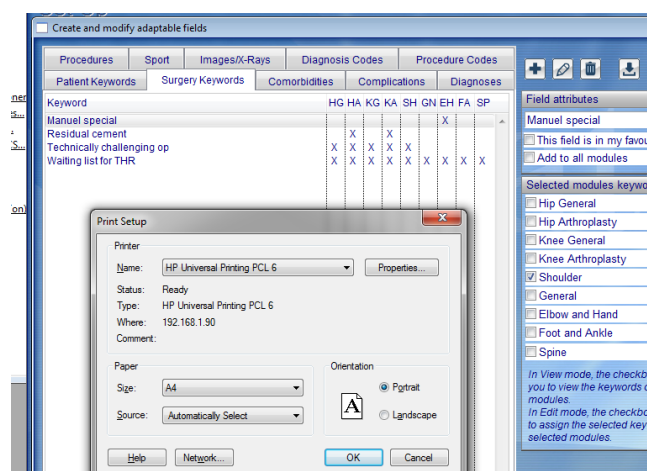 Create and modify adaptable fields
Procedures Sport Images/X-Rays Diagnosis Codes Procedure Codes
Patient Keywords Surgery Keywords Comorbidities Complications Diagnoses
Keyword HG HA KG KA SH GN EH FA SP
Manuel special X
Residual cement X X
Technically challenging op X X X X X
Waiting list for THR X X X X X X X X X
Field attributes
Manuel special
This field is in my favou
Add to all modules
Selected modules keywo
Hip General
Hip Arthroplasty
Knee General
Knee Arthroplasty
Shoulder
General
Elbow and Hand
Foot and Ankle
Spine
In View mode, the checkb
you to view the keywords o
modules.
In Edit mode, the checkbo
to assign the selected key
selected modules.
Print Setup
Printer
Name: HP Universal Printing PCL 6 Properties...
Status: Ready
Type: HP Universal Printing PCL 6
Where: 192.168.1.90
Comment:
Paper
Size: A4
Source: Automatically Select
Orientation
A
Portrait
Landscape
Help Network... OK Cancel